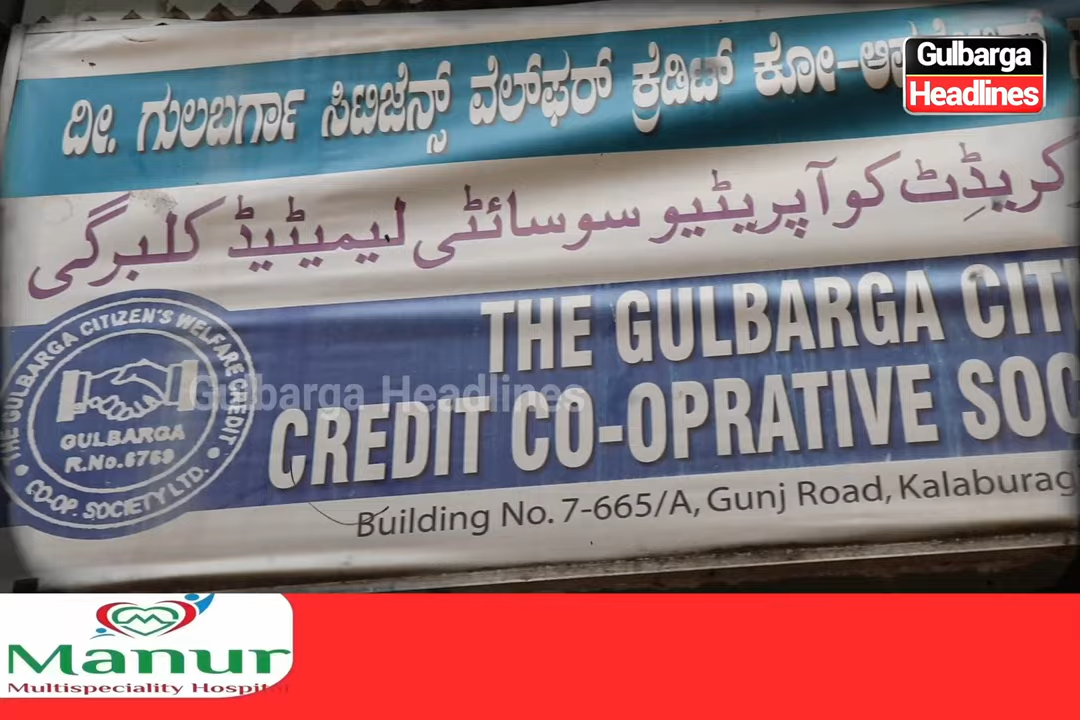 ದೀ. ಗುಲಬರ್ಗಾ ಸಿಟಿಜೆನ್ಸ್ ವೆಲ್‌ಫರ್ ಕ್ರೆಡಿಟ್ ಕೋ-
Gulbarga
Headlines
کریڈِٹ کوآپریٹیو سوسائٹی لیمیٹیڈ کلبرگی
THE GULBARGA CIT
CREDIT CO-OPRATIVE SOC
Building No. 7-665/A, Gunj Road, Kalaburag
THE GULBARGA CITIZEN'S WELFARE CREDIT
GULBARGA
R.No.6769
CO-OP. SOCIETY LTD.
Gulbarga Headlines
Manur
Multispeciality Hospital